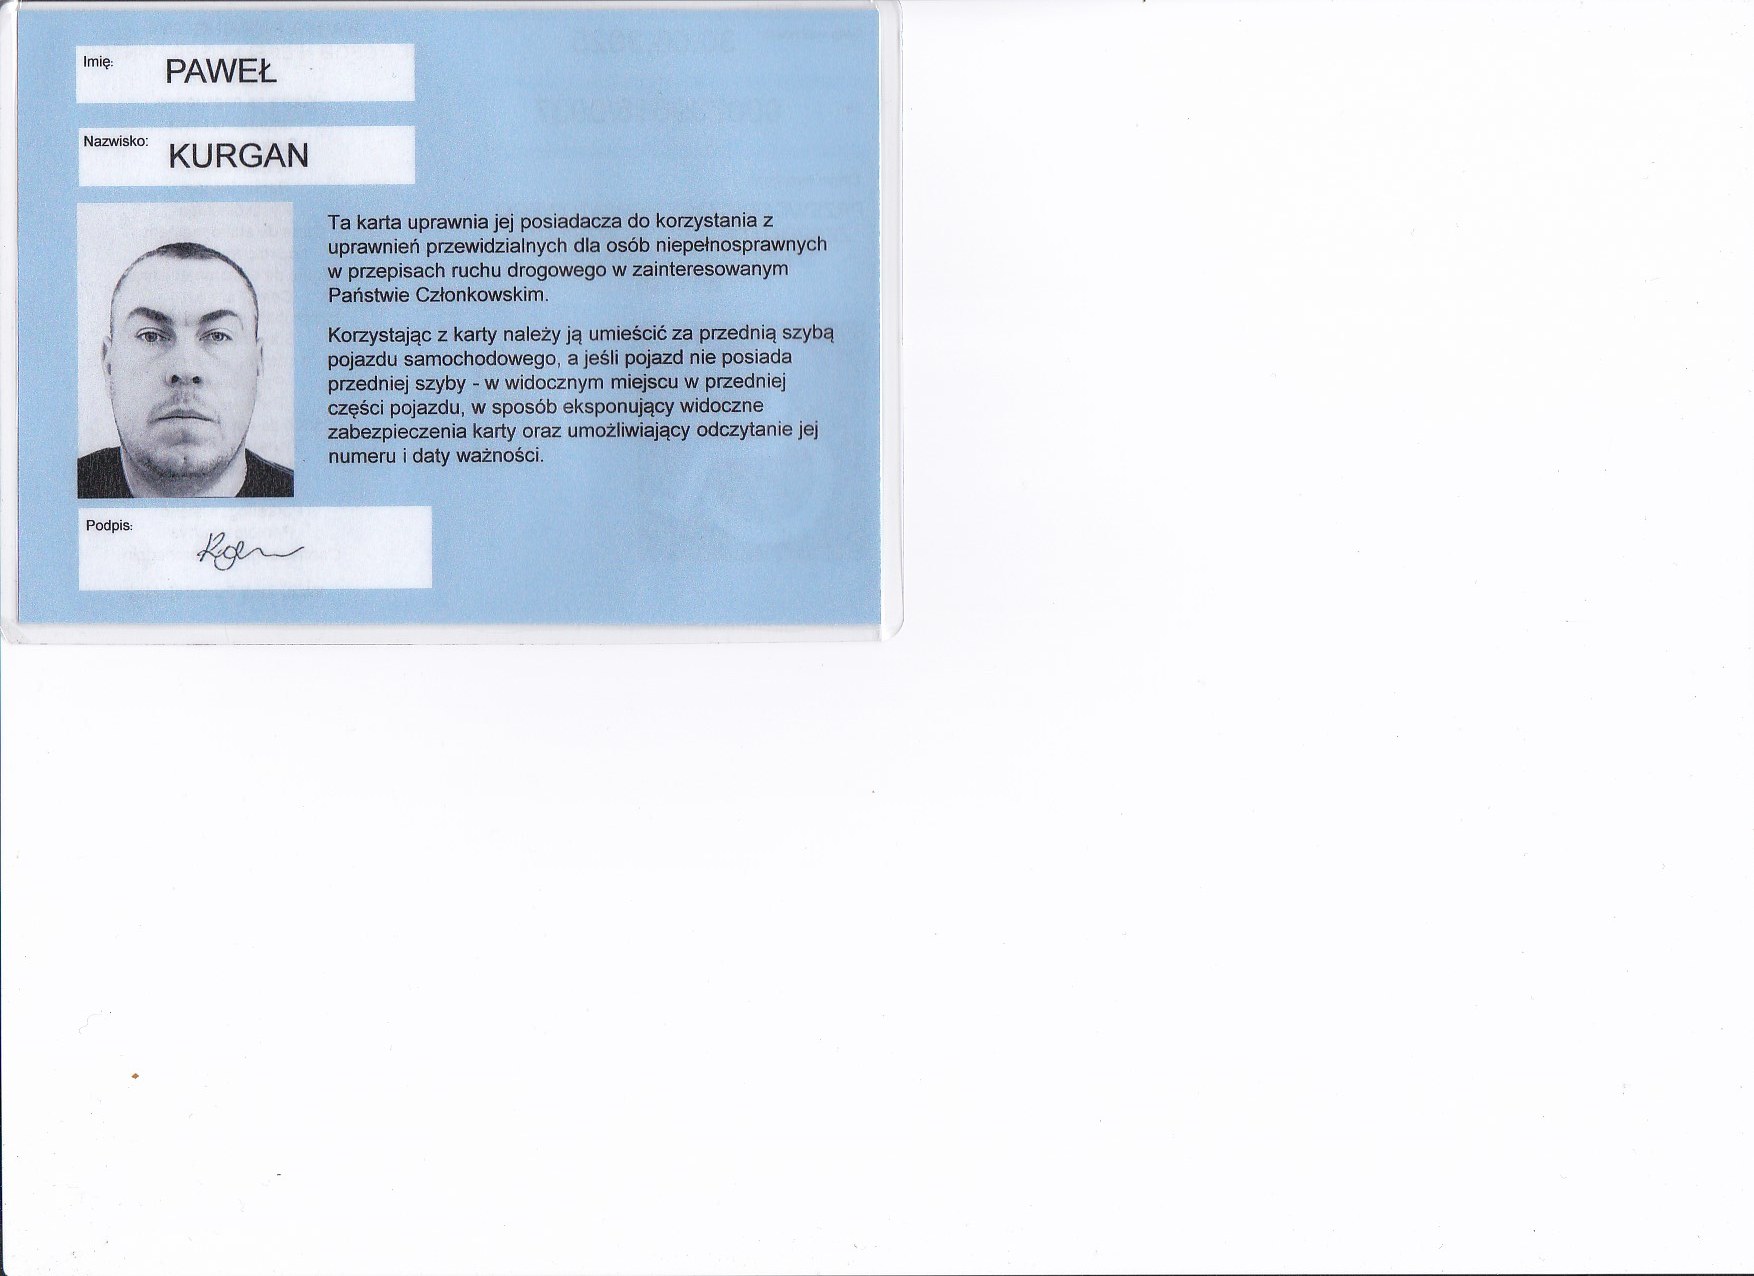 Imię: PAWEŁ
Nazwisko: KURGAN
Ta karta uprawnia jej posiadacza do korzystania z
uprawnień przewidzialnych dla osób niepełnosprawnych
w przepisach ruchu drogowego w zainteresowanym
Państwie Członkowskim.
Korzystając z karty należy ją umieścić za przednią szybą
pojazdu samochodowego, a jeśli pojazd nie posiada
przedniej szyby - w widocznym miejscu w przedniej
części pojazdu, w sposób eksponujący widoczne
zabezpieczenia karty oraz umożliwiający odczytanie jej
numeru i daty ważności.
Podpis: